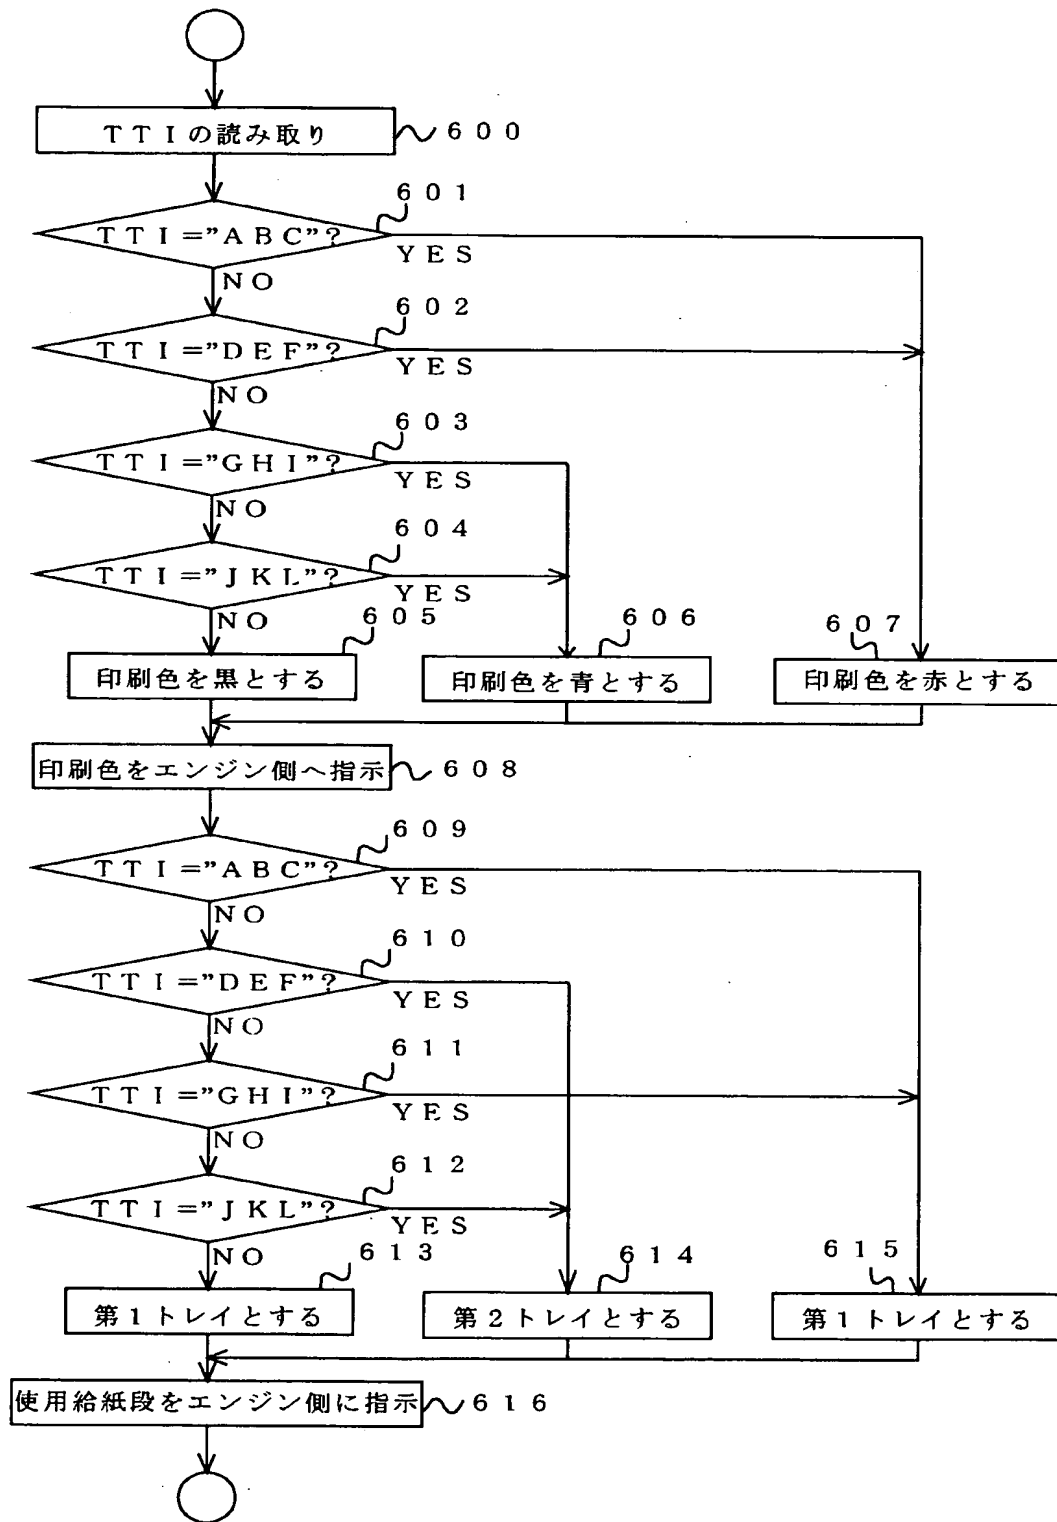 TTIの読み取り
600
601
TTI="ABC"?
YES
NO
602
TTI="DEF"?
YES
NO
603
TTI="GHI"?
YES
NO
604
TTI="JKL"?
YES
NO
605
606
607
印刷色を黒とする
印刷色を青とする
印刷色を赤とする
印刷色をエンジン側へ指示
608
609
TTI="ABC"?
YES
NO
610
TTI="DEF"?
YES
NO
611
TTI="GHI"?
YES
NO
612
TTI="JKL"?
YES
NO
613
614
615
第1トレイとする
第2トレイとする
第1トレイとする
使用給紙段をエンジン側に指示
616